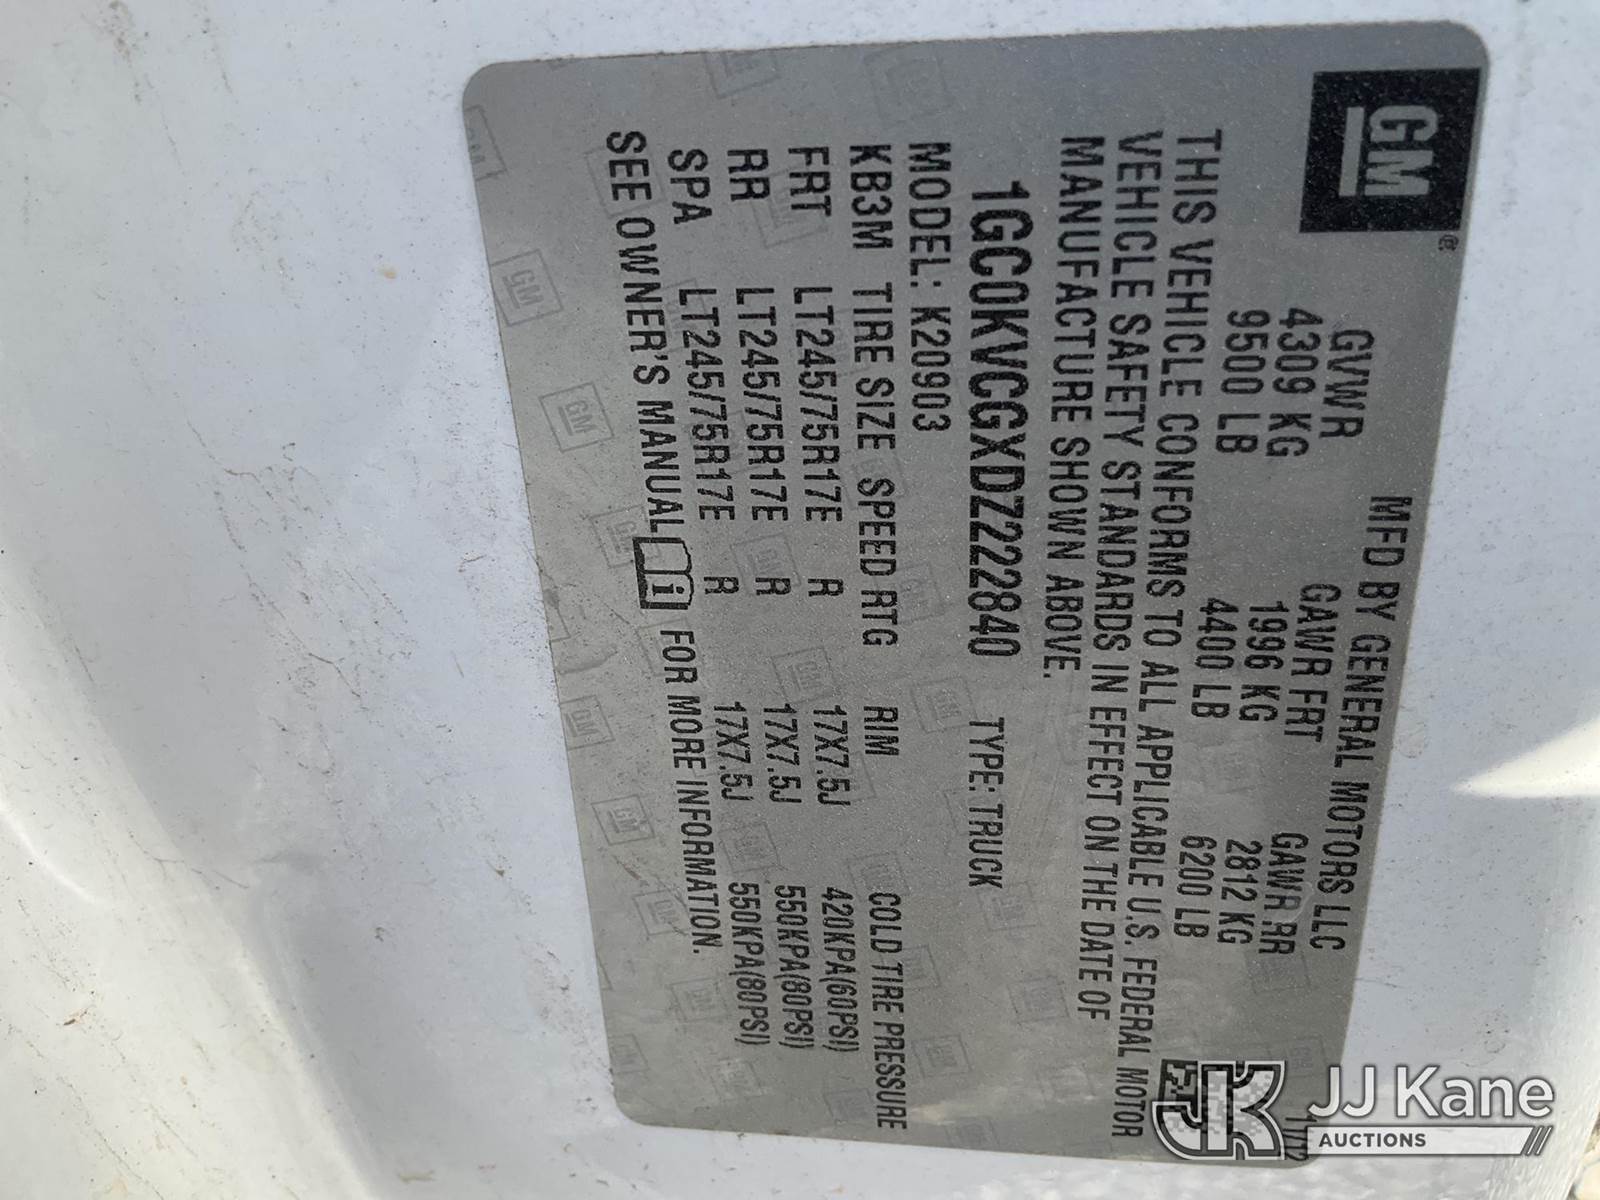 GM®
MFD BY GENERAL MOTORS LLC
GVWR GAWR FRT GAWR RR
4309 KG 1996 KG 2812 KG
9500 LB 4400 LB 6200 LB
THIS VEHICLE CONFORMS TO ALL APPLICABLE U.S. FEDERAL MOTOR
VEHICLE SAFETY STANDARDS IN EFFECT ON THE DATE OF
MANUFACTURE SHOWN ABOVE.
1GC0KVCGXDZ222840 TYPE: TRUCK
MODEL: K20903
KB3M TIRE SIZE SPEED RTG RIM COLD TIRE PRESSURE
FRT LT245/75R17E R 17X7.5J 420KPA(60PSI)
RR LT245/75R17E R 17X7.5J 550KPA(80PSI)
SPA LT245/75R17E R 17X7.5J 550KPA(80PSI)
SEE OWNER'S MANUAL i FOR MORE INFORMATION.
JK JJ Kane
AUCTIONS